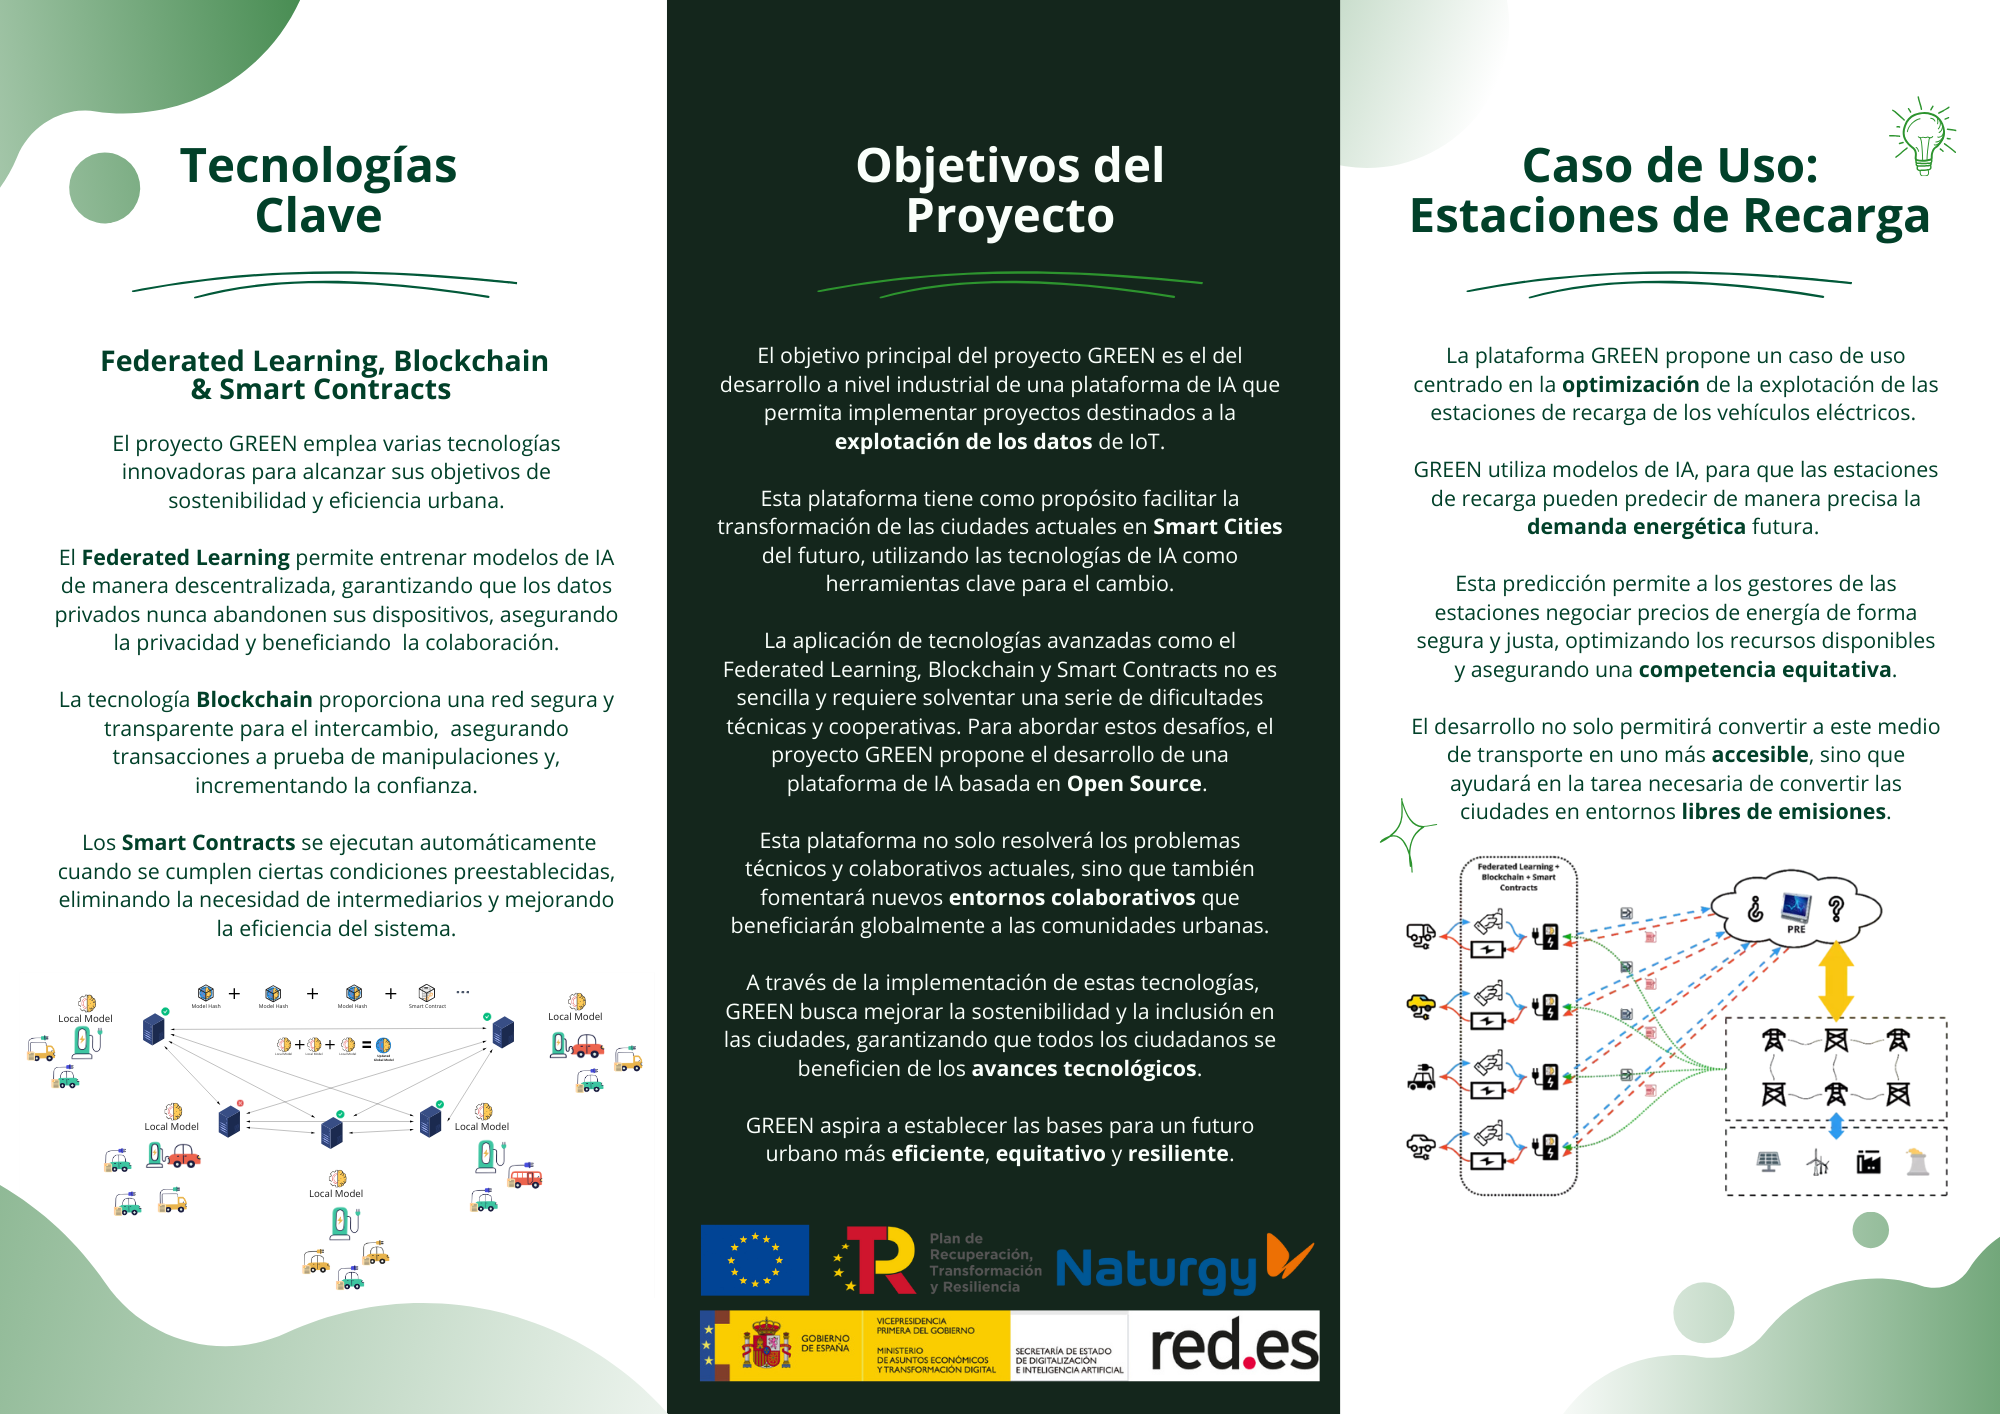 Tecnologías
Clave
Federated Learning, Blockchain
& Smart Contracts
El proyecto GREEN emplea varias tecnologías
innovadoras para alcanzar sus objetivos de
sostenibilidad y eficiencia urbana.
El Federated Learning permite entrenar modelos de IA
de manera descentralizada, garantizando que los datos
privados nunca abandonen sus dispositivos, asegurando
la privacidad y beneficiando  la colaboración.
La tecnología Blockchain proporciona una red segura y
transparente para el intercambio,  asegurando
transacciones a prueba de manipulaciones y,
incrementando la confianza.
Los Smart Contracts se ejecutan automáticamente
cuando se cumplen ciertas condiciones preestablecidas,
eliminando la necesidad de intermediarios y mejorando
la eficiencia del sistema.
+ + + + ...
Model Hash Model Hash Model Hash Smart Contract
Local Model
Local Model
+ + =
Local Model Local Model Local Model Updated
Global Model
Local Model
Local Model
Local Model
Objetivos del
Proyecto
El objetivo principal del proyecto GREEN es el del
desarrollo a nivel industrial de una plataforma de IA que
permita implementar proyectos destinados a la
explotación de los datos de IoT.
Esta plataforma tiene como propósito facilitar la
transformación de las ciudades actuales en Smart Cities
del futuro, utilizando las tecnologías de IA como
herramientas clave para el cambio.
La aplicación de tecnologías avanzadas como el
Federated Learning, Blockchain y Smart Contracts no es
sencilla y requiere solventar una serie de dificultades
técnicas y cooperativas. Para abordar estos desafíos, el
proyecto GREEN propone el desarrollo de una
plataforma de IA basada en Open Source.
Esta plataforma no solo resolverá los problemas
técnicos y colaborativos actuales, sino que también
fomentará nuevos entornos colaborativos que
beneficiarán globalmente a las comunidades urbanas.
A través de la implementación de estas tecnologías,
GREEN busca mejorar la sostenibilidad y la inclusión en
las ciudades, garantizando que todos los ciudadanos se
beneficien de los avances tecnológicos.
GREEN aspira a establecer las bases para un futuro
urbano más eficiente, equitativo y resiliente.
TR
Plan de
Recuperación,
Transformación
y Resiliencia
Naturgy
GOBIERNO
DE ESPAÑA
VICEPRESIDENCIA
PRIMERA DEL GOBIERNO
MINISTERIO
DE ASUNTOS ECONÓMICOS
Y TRANSFORMACIÓN DIGITAL
SECRETARÍA DE ESTADO
DE DIGITALIZACIÓN
E INTELIGENCIA ARTIFICIAL
red.es
Caso de Uso:
Estaciones de Recarga
La plataforma GREEN propone un caso de uso
centrado en la optimización de la explotación de las
estaciones de recarga de los vehículos eléctricos.
GREEN utiliza modelos de IA, para que las estaciones
de recarga pueden predecir de manera precisa la
demanda energética futura.
Esta predicción permite a los gestores de las
estaciones negociar precios de energía de forma
segura y justa, optimizando los recursos disponibles
y asegurando una competencia equitativa.
El desarrollo no solo permitirá convertir a este medio
de transporte en uno más accesible, sino que
ayudará en la tarea necesaria de convertir las
ciudades en entornos libres de emisiones.
Federated Learning +
Blockchain + Smart
Contracts
¿ ?
PRE